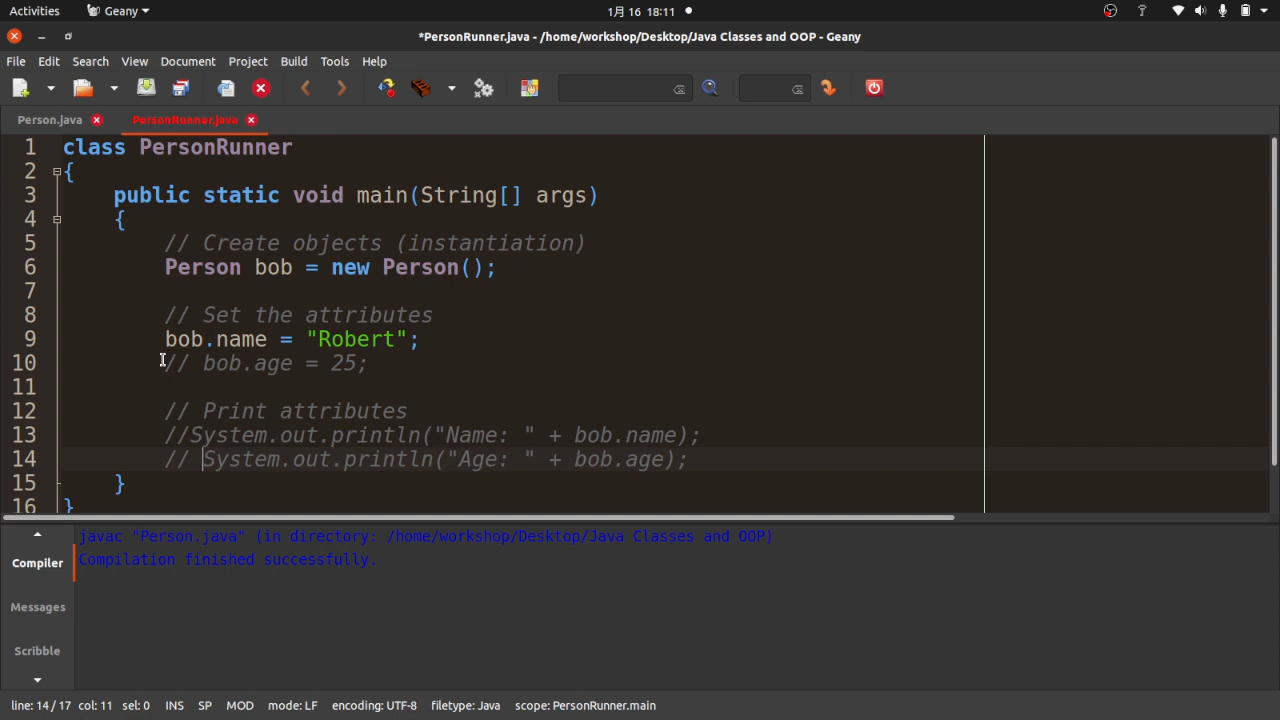 Activities Geany 1月 16 18:11
*PersonRunner.java - /home/workshop/Desktop/Java Classes and OOP - Geany
File Edit Search View Document Project Build Tools Help
Person.java PersonRunner.java
1 class PersonRunner
2 {
3 public static void main(String[] args)
4 {
5 // Create objects (instantiation)
6 Person bob = new Person();
7
8 // Set the attributes
9 bob.name = "Robert";
10 // bob.age = 25;
11
12 // Print attributes
13 //System.out.println("Name: " + bob.name);
14 // System.out.println("Age: " + bob.age);
15 }
16 }
Compiler
Messages
Scribble
javac "Person.java" (in directory: /home/workshop/Desktop/Java Classes and OOP)
Compilation finished successfully.
line: 14 / 17 col: 11 sel: 0 INS SP MOD mode: LF encoding: UTF-8 filetype: Java scope: PersonRunner.main